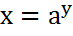 x = a^y